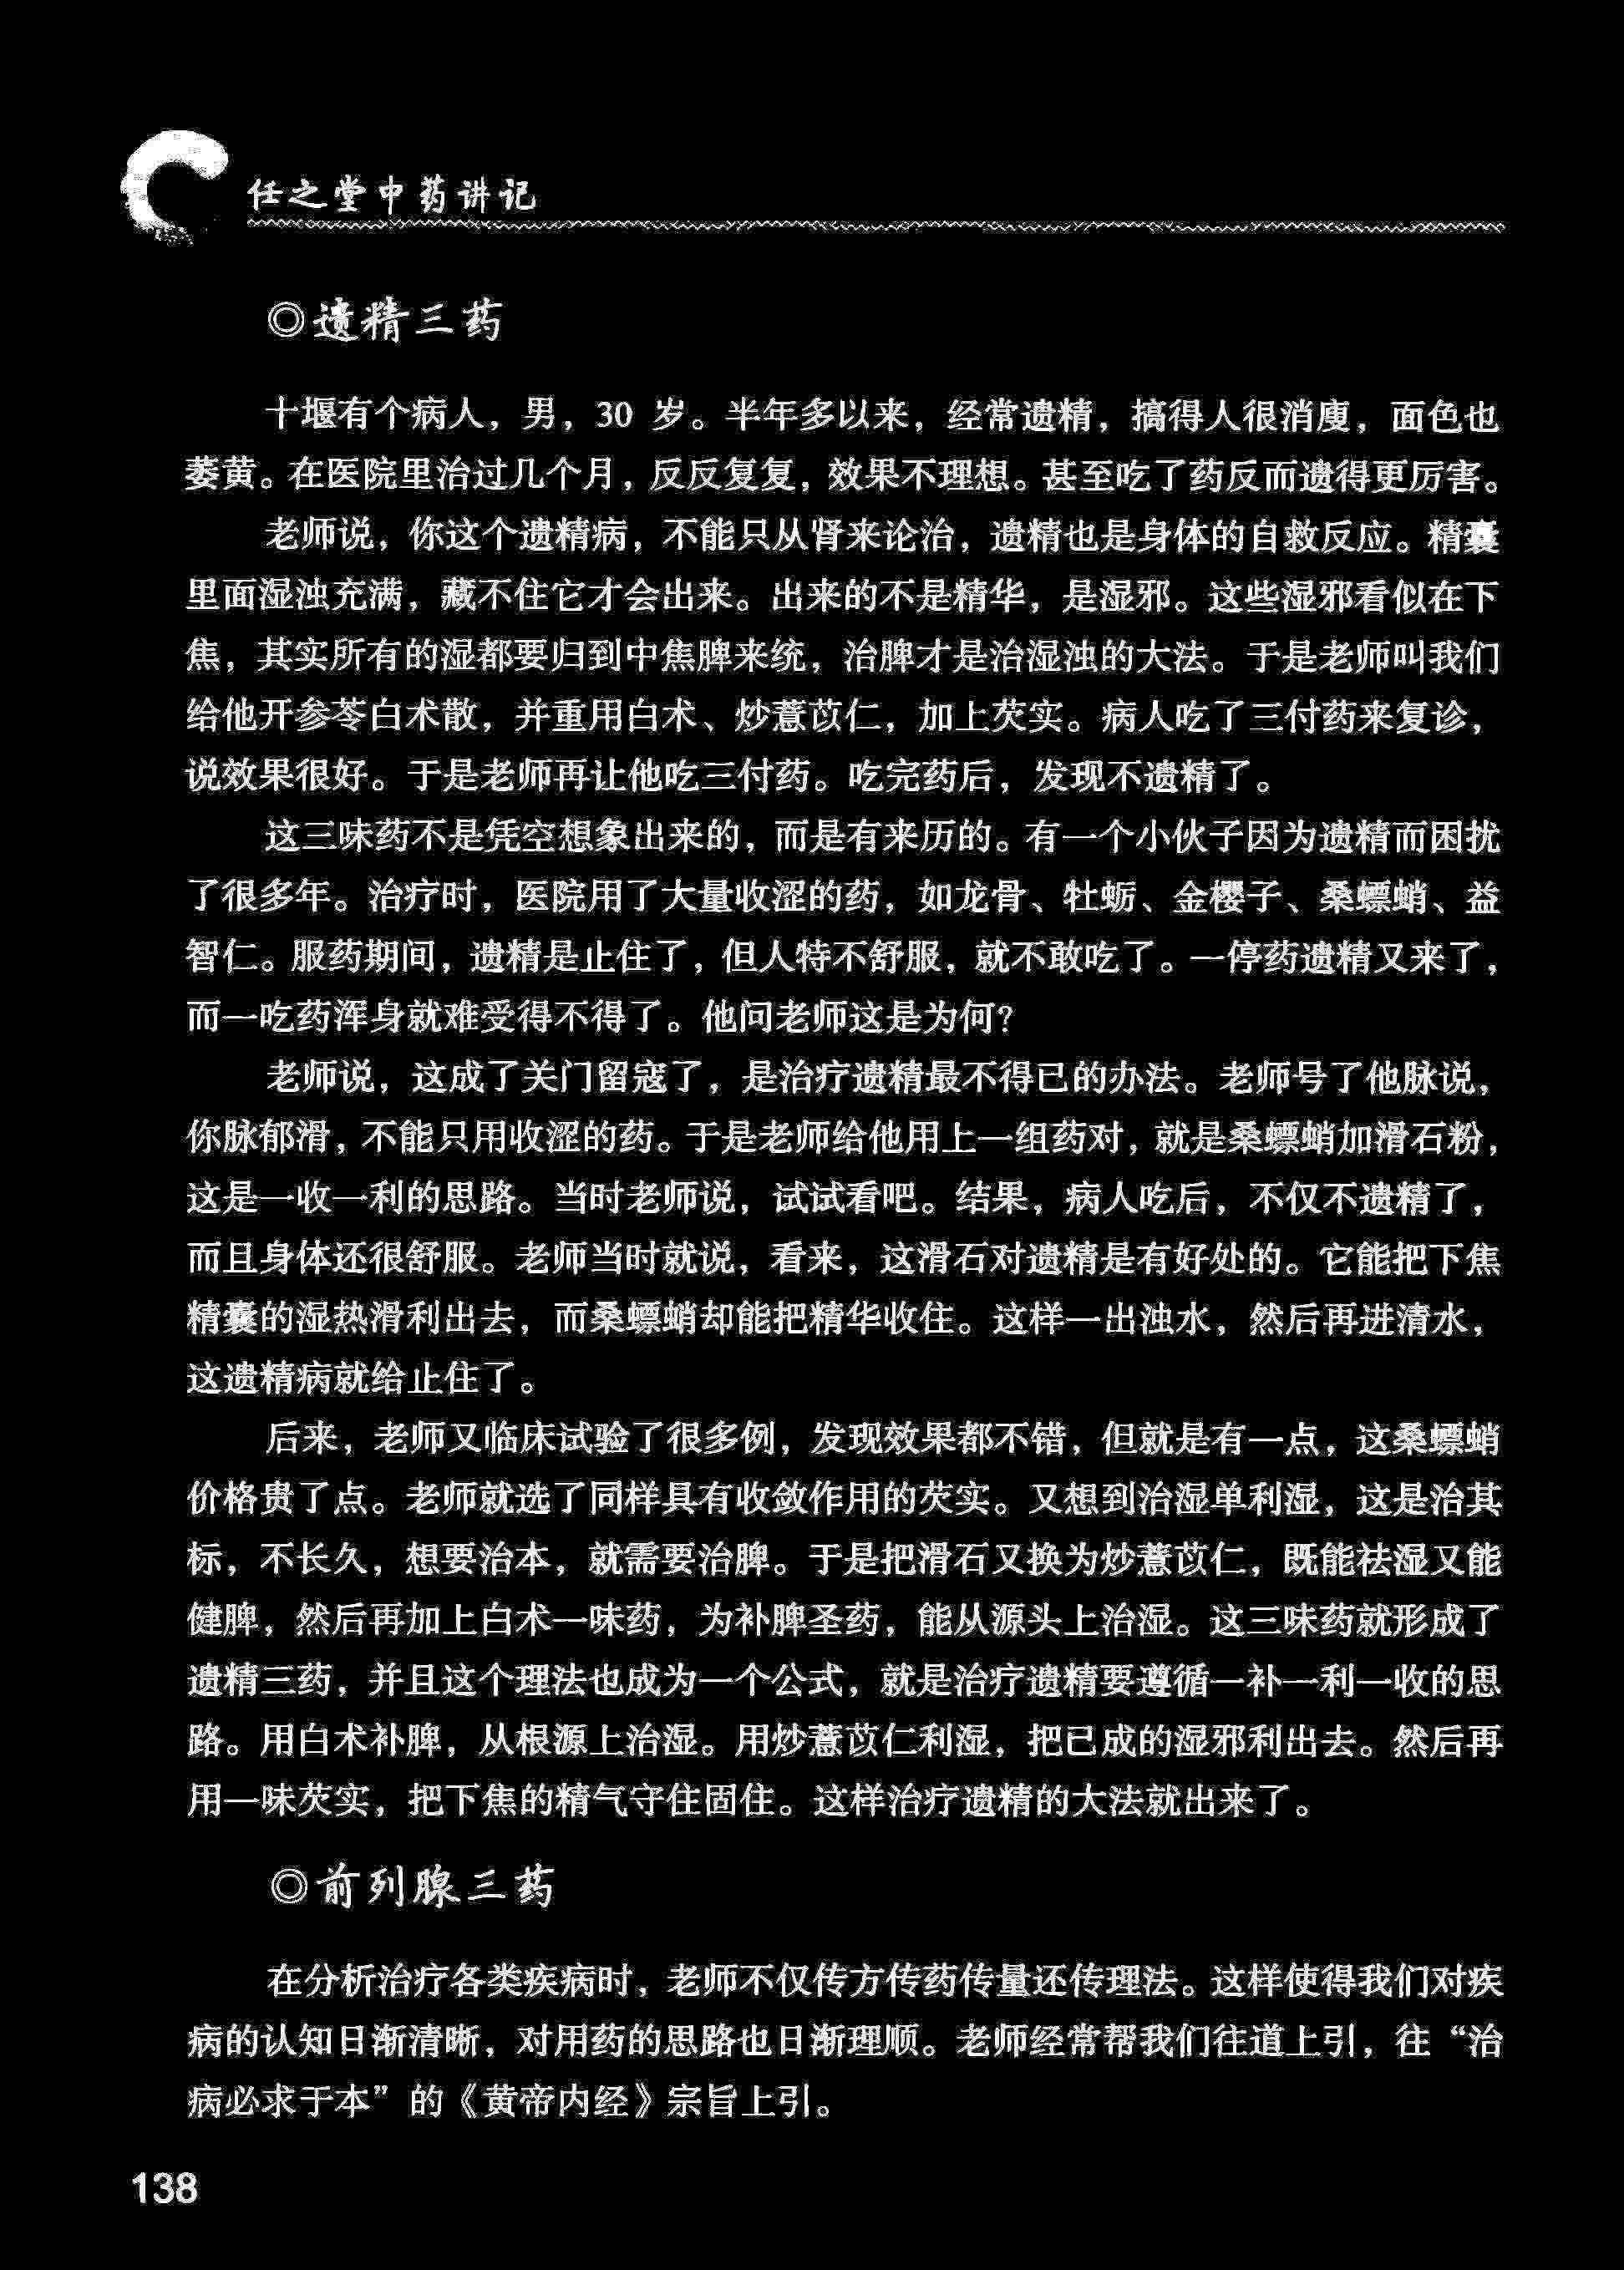 任之堂中药讲记
◎遗精三药
十堰有个病人，男，30 岁。半年多以来，经常遗精，搞得人很消瘦，面色也
萎黄。在医院里治过几个月，反反复复，效果不理想。甚至吃了药反而遗得更厉害。
老师说，你这个遗精病，不能只从肾来论治，遗精也是身体的自救反应。精囊
里面湿浊充满，藏不住它才会出来。出来的不是精华，是湿邪。这些湿邪看似在下
焦，其实所有的湿都要归到中焦脾来统，治脾才是治湿浊的大法。于是老师叫我们
给他开参苓白术散，并重用白术、炒薏苡仁，加上芡实。病人吃了三付药来复诊，
说效果很好。于是老师再让他吃三付药。吃完药后，发现不遗精了。
这三味药不是凭空想象出来的，而是有来历的。有一个小伙子因为遗精而困扰
了很多年。治疗时，医院用了大量收涩的药，如龙骨、牡蛎、金樱子、桑螵蛸、益
智仁。服药期间，遗精是止住了，但人特不舒服，就不敢吃了。一停药遗精又来了，
而一吃药浑身就难受得不得了。他问老师这是为何？
老师说，这成了关门留寇了，是治疗遗精最不得已的办法。老师号了他脉说，
你脉郁滑，不能只用收涩的药。于是老师给他用上一组药对，就是桑螵蛸加滑石粉，
这是一收一利的思路。当时老师说，试试看吧。结果，病人吃后，不仅不遗精了，
而且身体还很舒服。老师当时就说，看来，这滑石对遗精是有好处的。它能把下焦
精囊的湿热滑利出去，而桑螵蛸却能把精华收住。这样一出浊水，然后再进清水，
这遗精病就给止住了。
后来，老师又临床试验了很多例，发现效果都不错，但就是有一点，这桑螵蛸
价格贵了点。老师就选了同样具有收敛作用的芡实。又想到治湿单利湿，这是治其
标，不长久，想要治本，就需要治脾。于是把滑石又换为炒薏苡仁，既能祛湿又能
健脾，然后再加上白术一味药，为补脾圣药，能从源头上治湿。这三味药就形成了
遗精三药，并且这个理法也成为一个公式，就是治疗遗精要遵循一补一利一收的思
路。用白术补脾，从根源上治湿。用炒薏苡仁利湿，把已成的湿邪利出去。然后再
用一味芡实，把下焦的精气守住固住。这样治疗遗精的大法就出来了。
◎前列腺三药
在分析治疗各类疾病时，老师不仅传方传药传量还传理法。这样使得我们对疾
病的认知日渐清晰，对用药的思路也日渐理顺。老师经常帮我们往道上引，往“治
病必求于本”的《黄帝内经》宗旨上引。
138